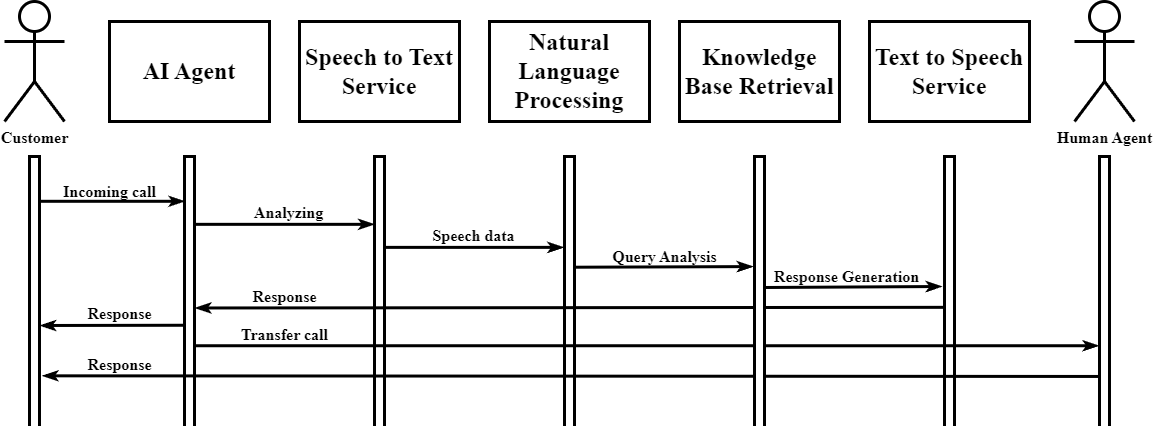 AI Agent
Speech to Text
Service
Natural
Language
Processing
Knowledge
Base Retrieval
Text to Speech
Service
Customer
Human Agent
Incoming call
Analyzing
Speech data
Query Analysis
Response Generation
Response
Response
Transfer call
Response